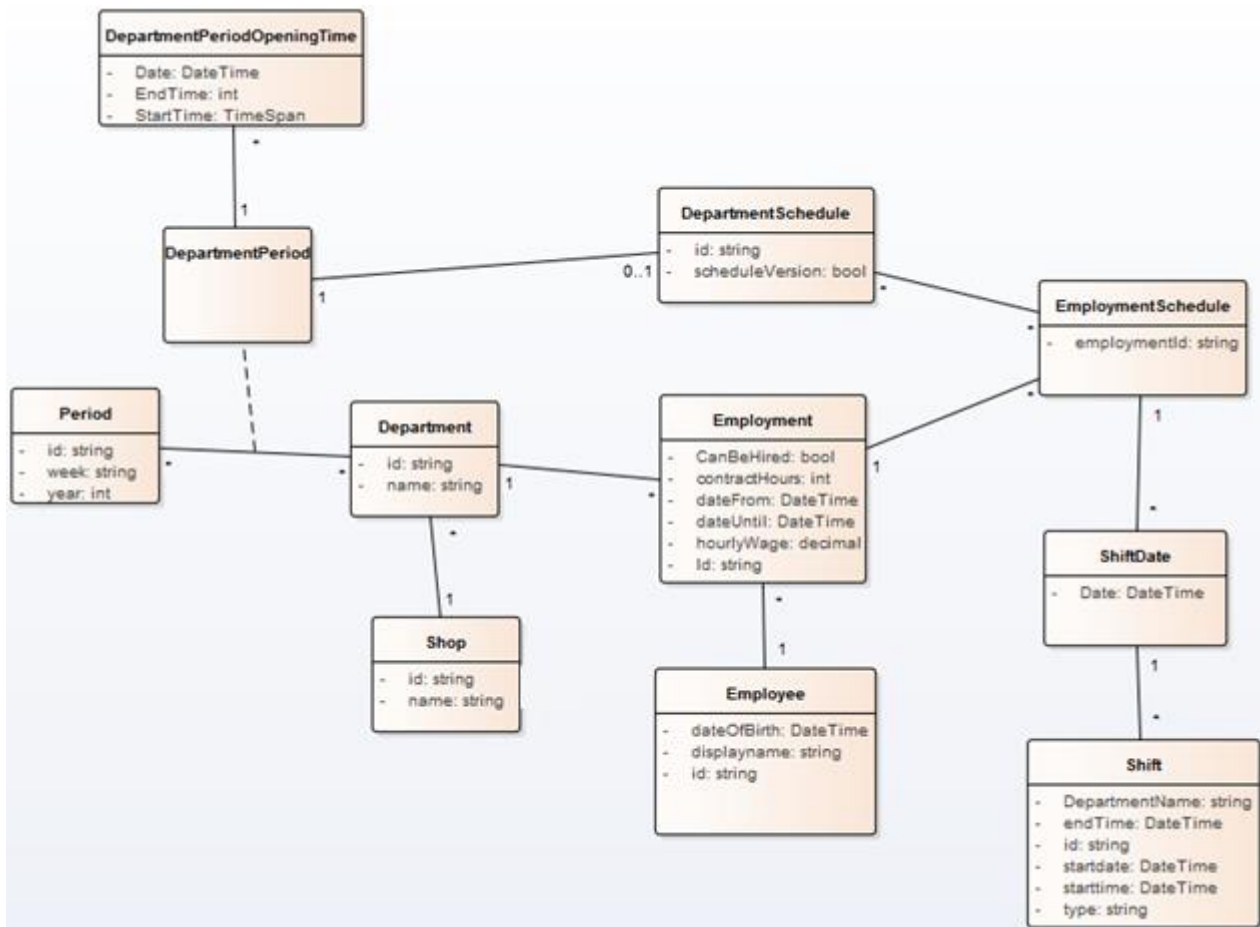 DepartmentPeriodOpeningTime
- Date: DateTime
- EndTime: int
- StartTime: TimeSpan
*
1
DepartmentPeriod
1
0..1
DepartmentSchedule
- id: string
- scheduleVersion: bool
*
*
EmploymentSchedule
- employmentId: string
*
1
Period
- id: string
- week: string
- year: int
*
*
Department
- id: string
- name: string
1
*
Employment
- CanBeHired: bool
- contractHours: int
- dateFrom: DateTime
- dateUntil: DateTime
- hourlyWage: decimal
- Id: string
1
*
1
Shop
- id: string
- name: string
*
1
Employee
- dateOfBirth: DateTime
- displayname: string
- id: string
*
ShiftDate
- Date: DateTime
1
*
Shift
- DepartmentName: string
- endTime: DateTime
- id: string
- startdate: DateTime
- starttime: DateTime
- type: string